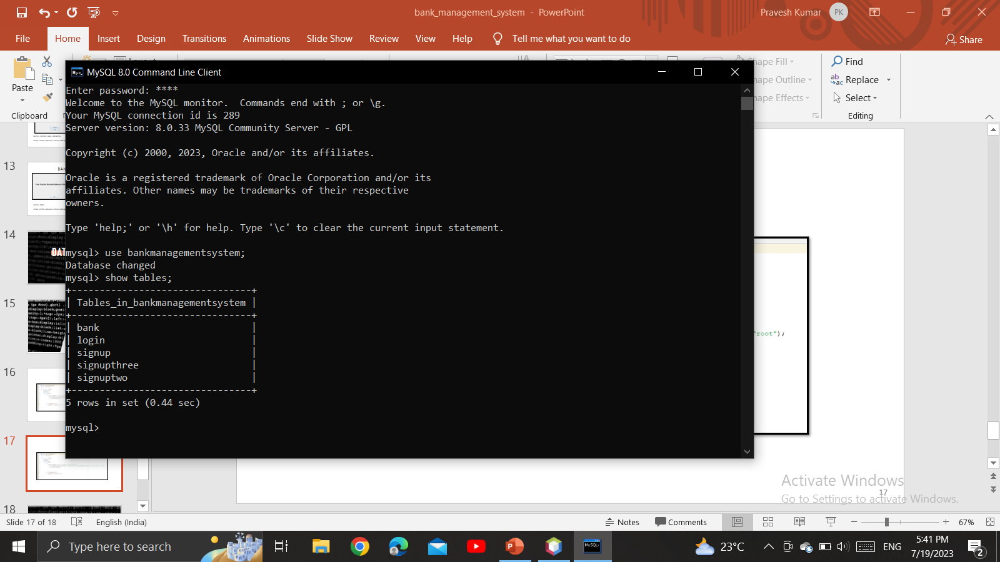 bank_management_system - PowerPoint
Pravesh Kumar
PK
File Home Insert Design Transitions Animations Slide Show Review View Help Tell me what you want to do
Share
Paste
Clipboard
Shape Fill
Shape Outline
Shape Effects
Find
Replace
Select
Editing
MySQL 8.0 Command Line Client
Enter password: ****
Welcome to the MySQL monitor.  Commands end with ; or \g.
Your MySQL connection id is 289
Server version: 8.0.33 MySQL Community Server - GPL
Copyright (c) 2000, 2023, Oracle and/or its affiliates.
Oracle is a registered trademark of Oracle Corporation and/or its
affiliates. Other names may be trademarks of their respective
owners.
Type 'help;' or '\h' for help. Type '\c' to clear the current input statement.
mysql> use bankmanagementsystem;
Database changed
mysql> show tables;
+--------------------------------+
| Tables_in_bankmanagementsystem |
+--------------------------------+
| bank                           |
| login                          |
| signup                         |
| signupthree                    |
| signuptwo                      |
+--------------------------------+
5 rows in set (0.44 sec)
mysql>
13
14
15
16
17
18
"root");
17
Activate Windows
Go to Settings to activate Windows.
Slide 17 of 18
English (India)
Notes
Comments
67%
Type here to search
MySQL>
23°C
ENG
5:41 PM
7/19/2023
2